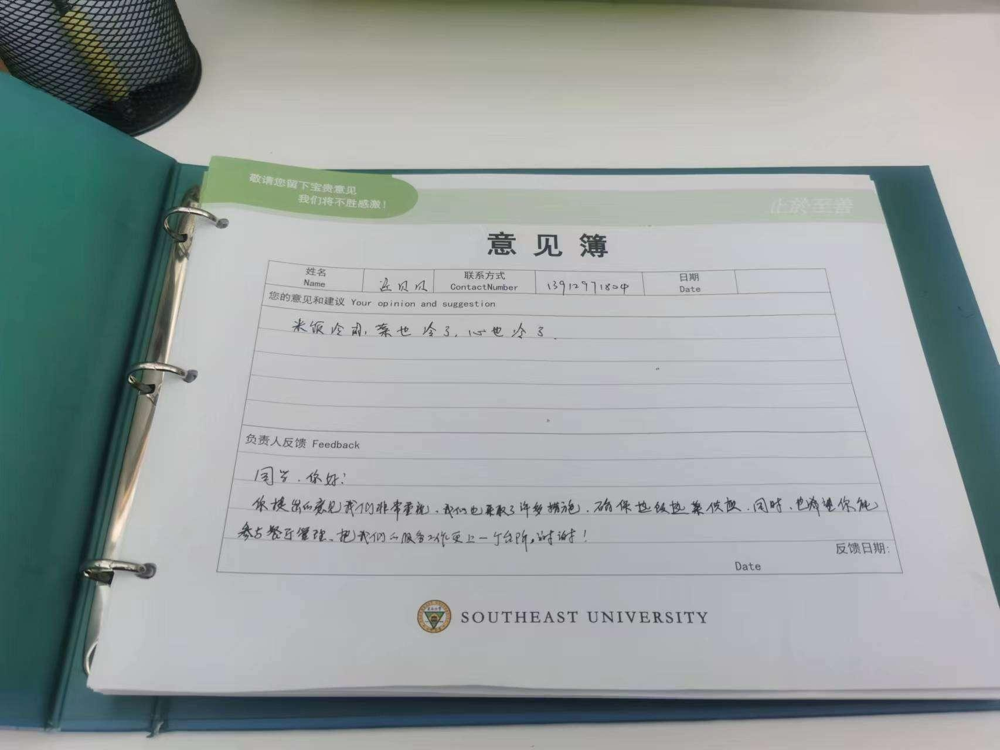 敬请您留下宝贵意见
我们将不胜感激！
止於至善
意见簿
姓名 联系方式 13912971804 日期
Name 贝贝 ContactNumber Date
您的意见和建议 Your opinion and suggestion
米饭冷的，菜也冷了，心也冷了.
负责人反馈 Feedback
同学，你好！
你提出的意见我们非常重视，我们也采取了许多措施，确保热饭热菜供应，同时，也希望你能
参与餐厅管理、把我们的服务工作更上一个台阶。谢谢！
反馈日期：
Date
SOUTHEAST UNIVERSITY